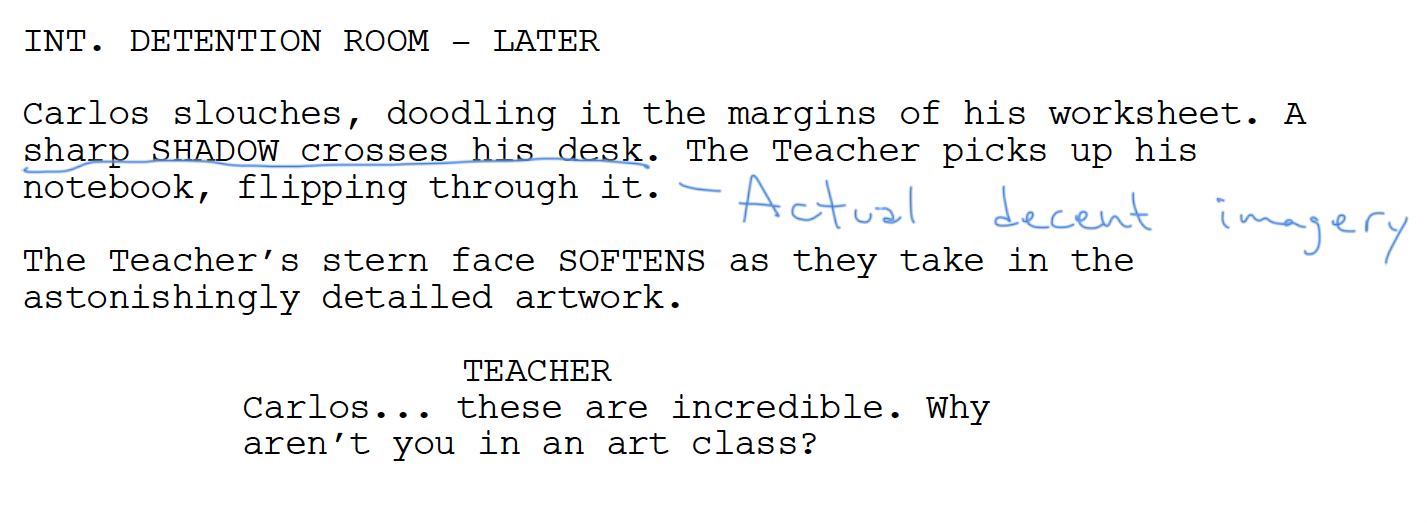 INT. DETENTION ROOM – LATER
Carlos slouches, doodling in the margins of his worksheet. A
sharp SHADOW crosses his desk. The Teacher picks up his
notebook, flipping through it.
– Actual decent imagery
The Teacher’s stern face SOFTENS as they take in the
astonishingly detailed artwork.
TEACHER
Carlos... these are incredible. Why
aren’t you in an art class?